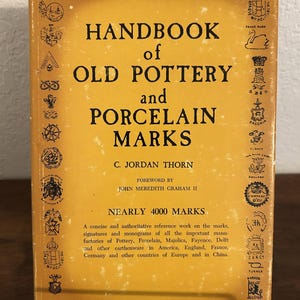 HANDBOOK
of
OLD POTTERY
and
PORCELAIN
MARKS
C. JORDAN THORN
FOREWORD BY
JOHN MEREDITH GRAHAM II
NEARLY 4000 MARKS
A concise and authoritative reference work on the marks,
signatures and monograms of all the important manu-
factories of Pottery, Porcelain, Majolica, Fayence, Delft
and other earthenware in America, England, France,
Germany and other countries of Europe and in China.